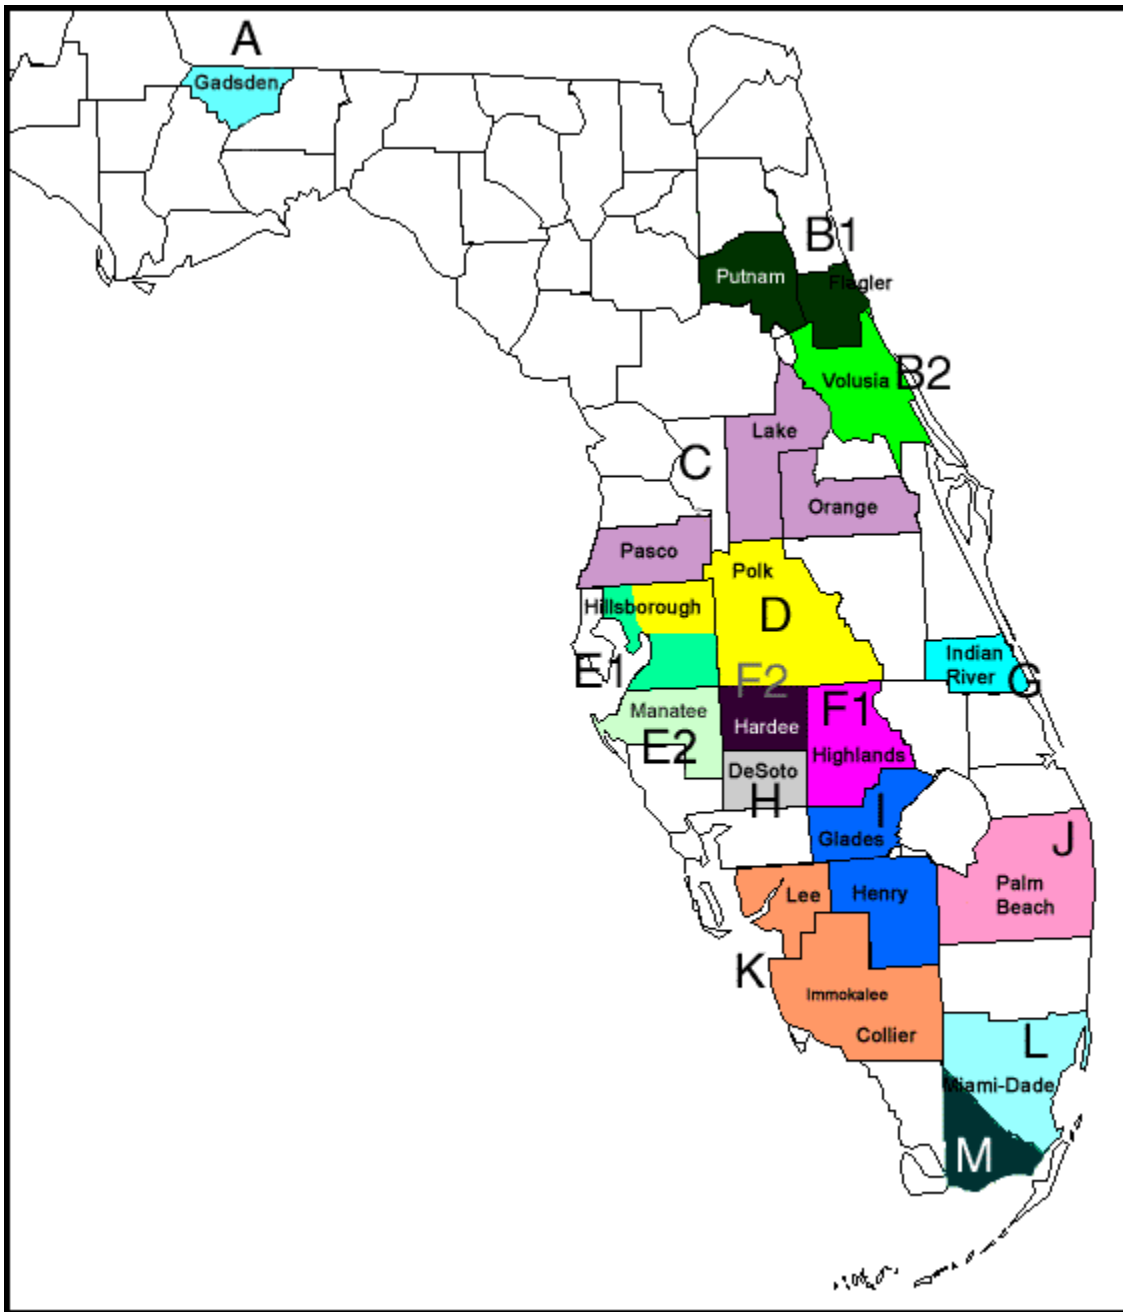 A
Gadsden
B1
Putnam
Flagler
Volusia
B2
Lake
C
Orange
Pasco
Polk
Hillsborough
D
E1
Indian
River
G
F2
F1
Manatee
Hardee
E2
Highlands
DeSoto
H
I
Glades
J
Lee
Henry
Palm
Beach
K
Immokalee
Collier
L
Miami-Dade
M